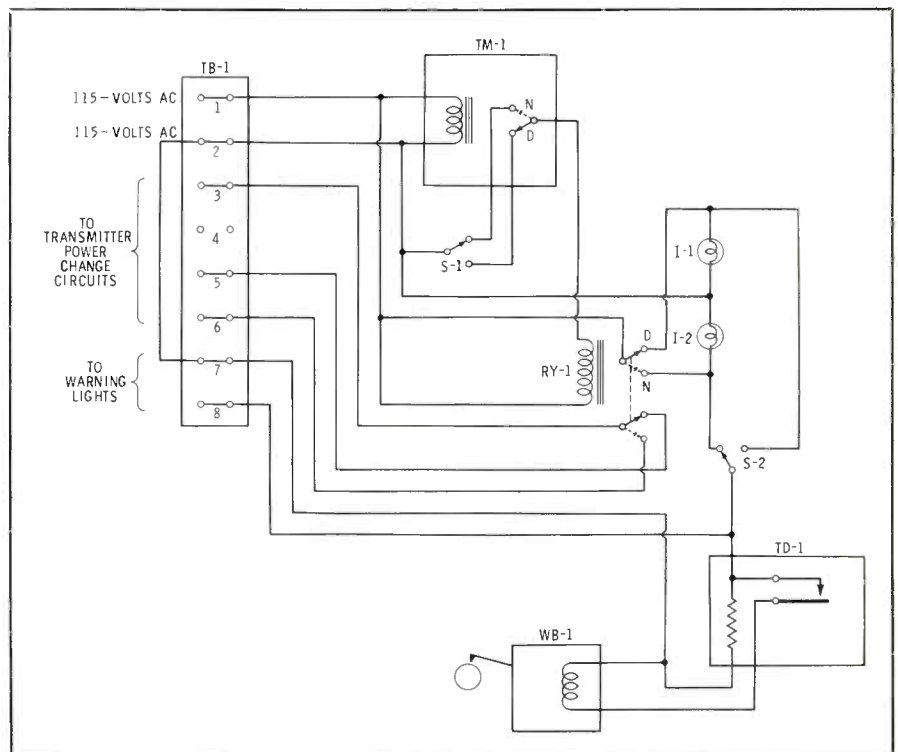 TM-1
TB-1
115-VOLTS AC
1
N
115-VOLTS AC
2
D
3
TO
TRANSMITTER
POWER
CHANGE
CIRCUITS
4
S-1
I-1
5
6
D
I-2
RY-1
N
TO
WARNING
LIGHTS
7
8
S-2
TD-1
WB-1